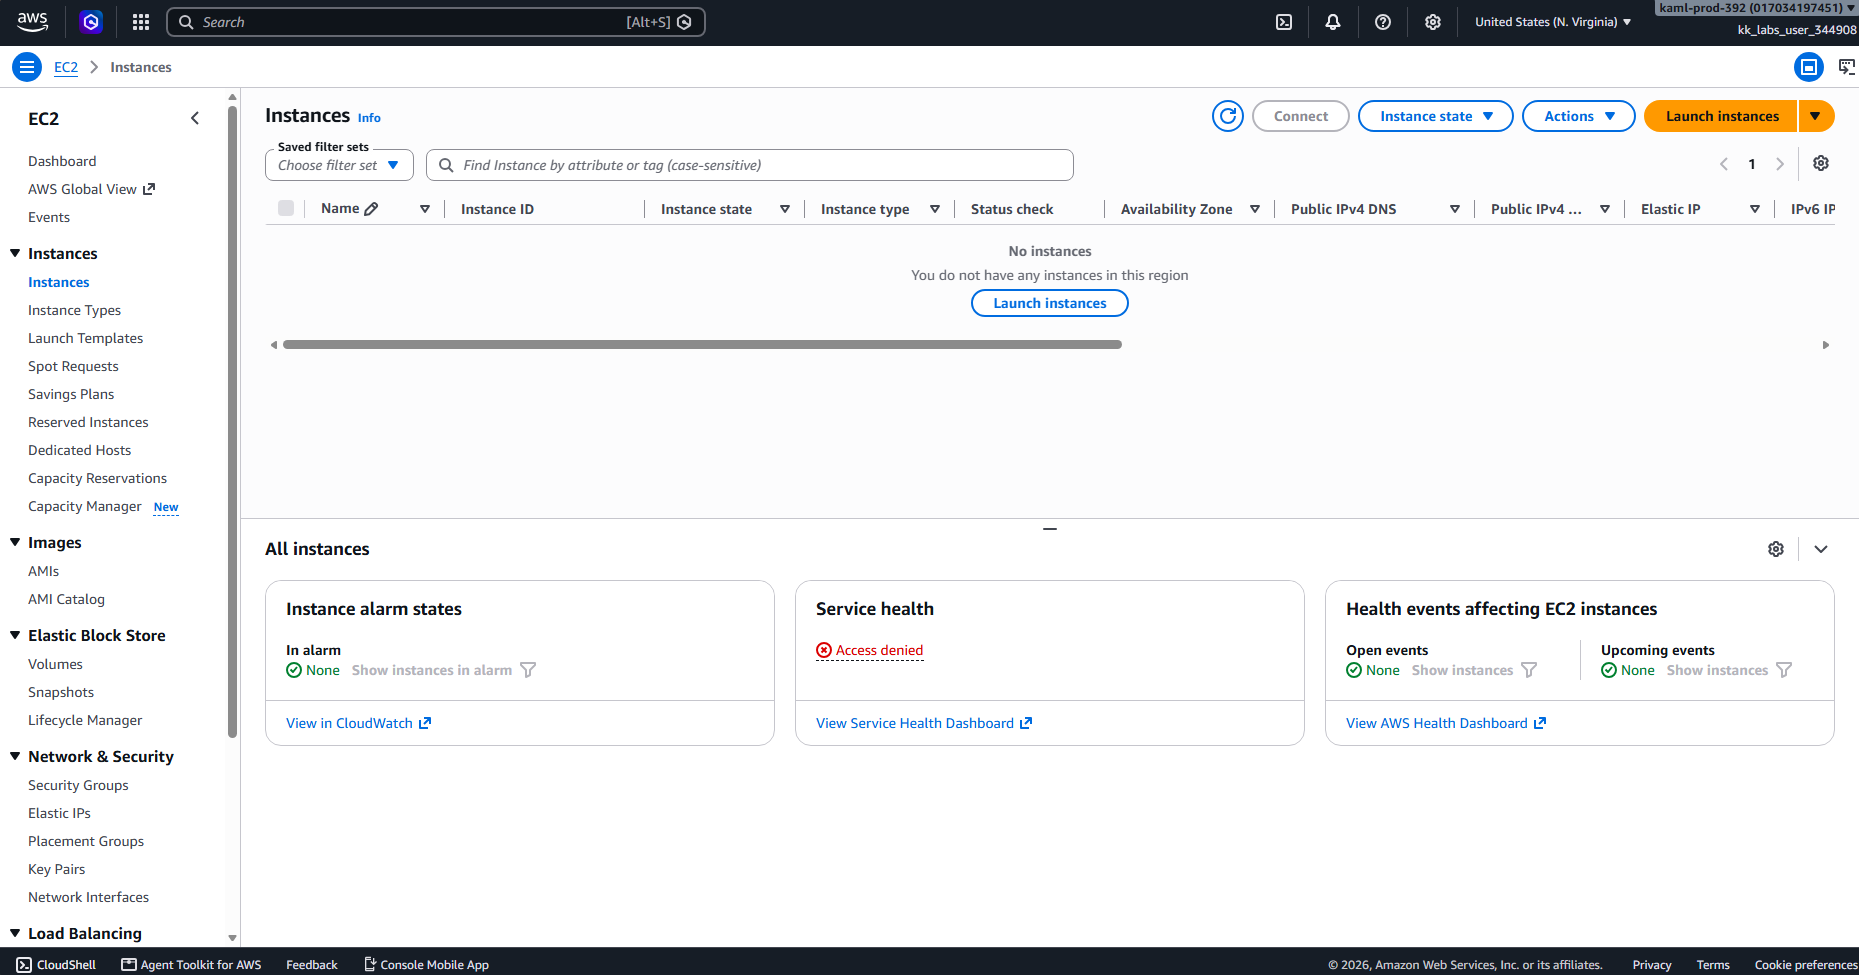 aws
Search [Alt+S]
United States (N. Virginia)
kaml-prod-392 (017034197451)
kk_labs_user_344908
EC2 Instances
EC2
Dashboard
AWS Global View
Events
Instances
Instances
Instance Types
Launch Templates
Spot Requests
Savings Plans
Reserved Instances
Dedicated Hosts
Capacity Reservations
Capacity Manager New
Images
AMIs
AMI Catalog
Elastic Block Store
Volumes
Snapshots
Lifecycle Manager
Network & Security
Security Groups
Elastic IPs
Placement Groups
Key Pairs
Network Interfaces
Load Balancing
Instances Info
Connect
Instance state
Actions
Launch instances
Saved filter sets
Choose filter set
Find Instance by attribute or tag (case-sensitive)
1
Name Instance ID Instance state Instance type Status check Availability Zone Public IPv4 DNS Public IPv4 ... Elastic IP IPv6 IP
No instances
You do not have any instances in this region
Launch instances
All instances
Instance alarm states
In alarm
None Show instances in alarm
View in CloudWatch
Service health
Access denied
View Service Health Dashboard
Health events affecting EC2 instances
Open events
None Show instances
Upcoming events
None Show instances
View AWS Health Dashboard
CloudShell Agent Toolkit for AWS Feedback Console Mobile App
© 2026, Amazon Web Services, Inc. or its affiliates. Privacy Terms Cookie preferences